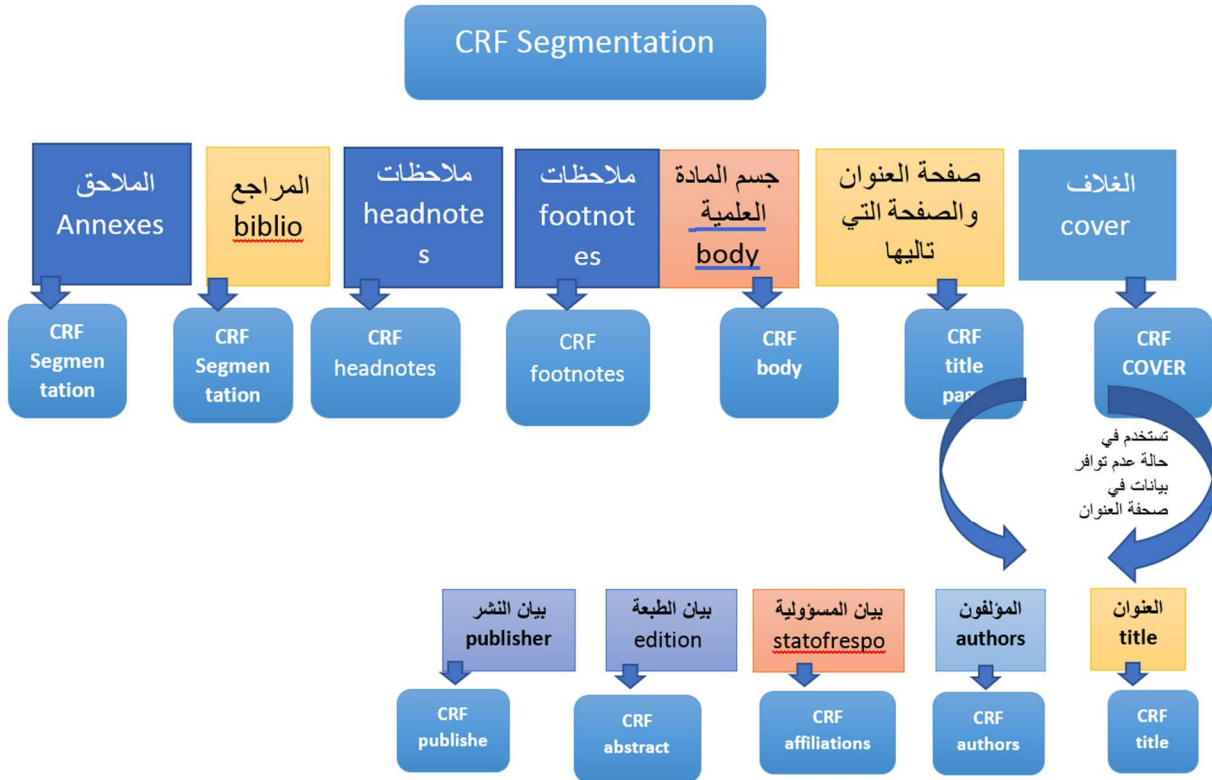 CRF Segmentation
الغلاف
cover
صفحة العنوان
والصفحة التي
تاليها
جسم المادة
العلمية
body
ملاحظات
footnot
es
ملاحظات
headnote
s
المراجع
biblio
الملاحق
Annexes
CRF
COVER
CRF
title
pag
CRF
body
CRF
footnotes
CRF
headnotes
CRF
Segmen
tation
CRF
Segmen
tation
تستخدم في
حالة عدم توافر
بيانات في
صحفة العنوان
العنوان
title
المؤلفون
authors
بيان المسؤولية
statofrespo
بيان الطبعة
edition
بيان النشر
publisher
CRF
title
CRF
authors
CRF
affiliations
CRF
abstract
CRF
publishe